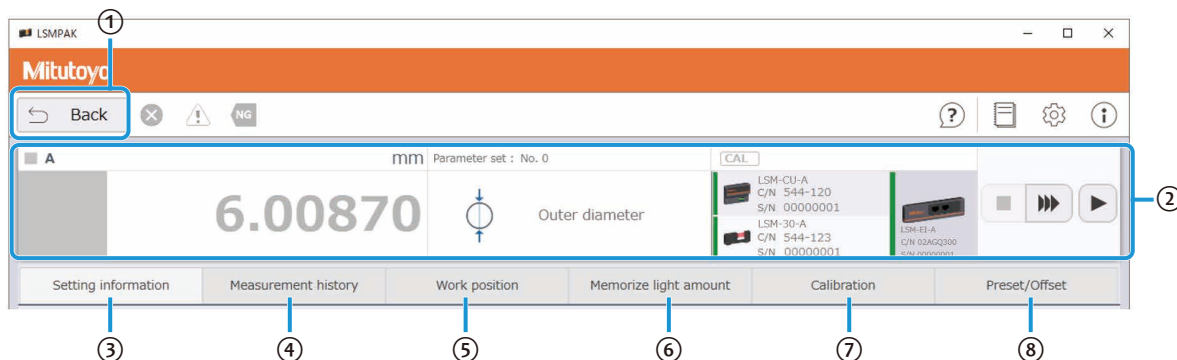 ①
LSMPAK
Mitutoyo
Back NG ?
A mm Parameter set : No. 0 CAL
②
6.00870 Outer diameter
LSM-CU-A
C/N 544-120
S/N 00000001
LSM-30-A
C/N 544-123
S/N 00000001
LSM-EI-A
C/N 02AGQ300
S/N 00000001
Setting information Measurement history Work position Memorize light amount Calibration Preset/Offset
③ ④ ⑤ ⑥ ⑦ ⑧